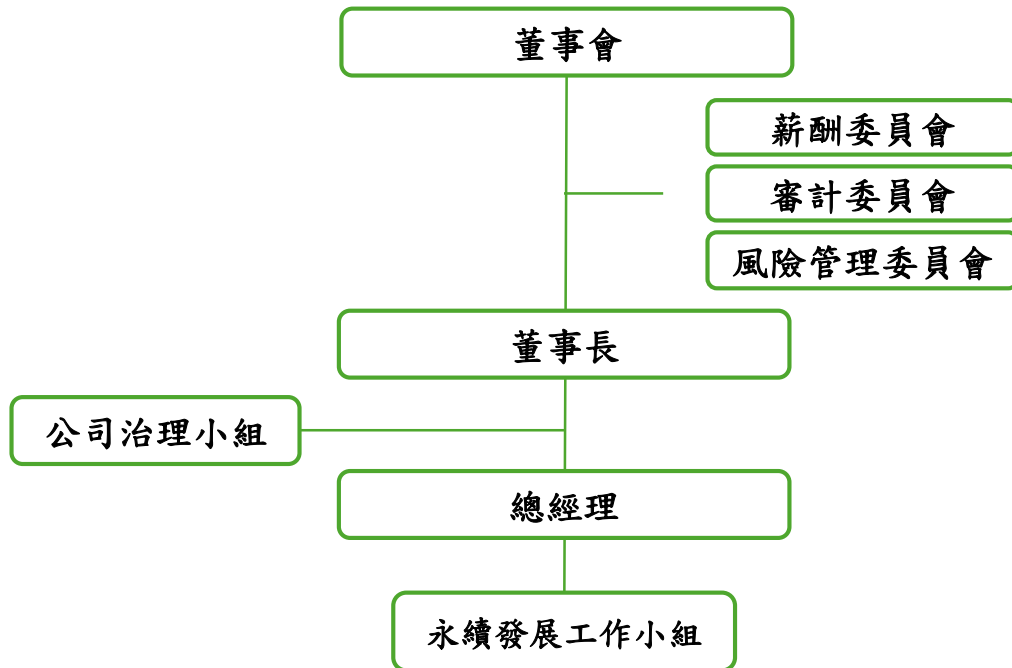 董事會
薪酬委員會
審計委員會
風險管理委員會
董事長
公司治理小組
總經理
永續發展工作小組